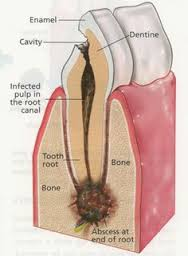 Enamel
Cavity
Dentine
Infected
pulp in
the root
canal
Tooth
root
Bone
Bone
Abscess at
end of root